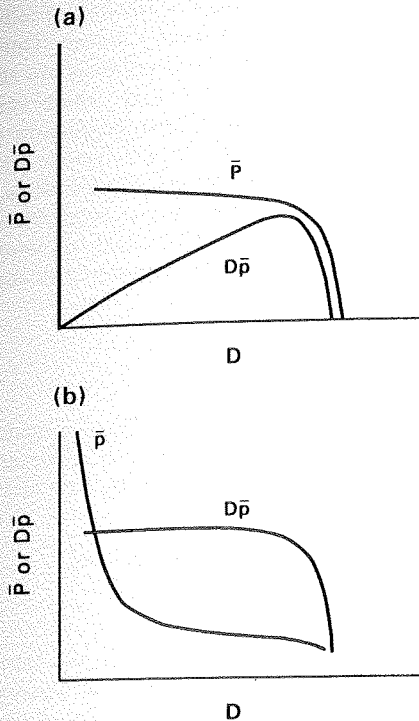 (a)
P̄ or Dp̄
P̄
Dp̄
D
(b)
P̄ or Dp̄
p̄
Dp̄
D